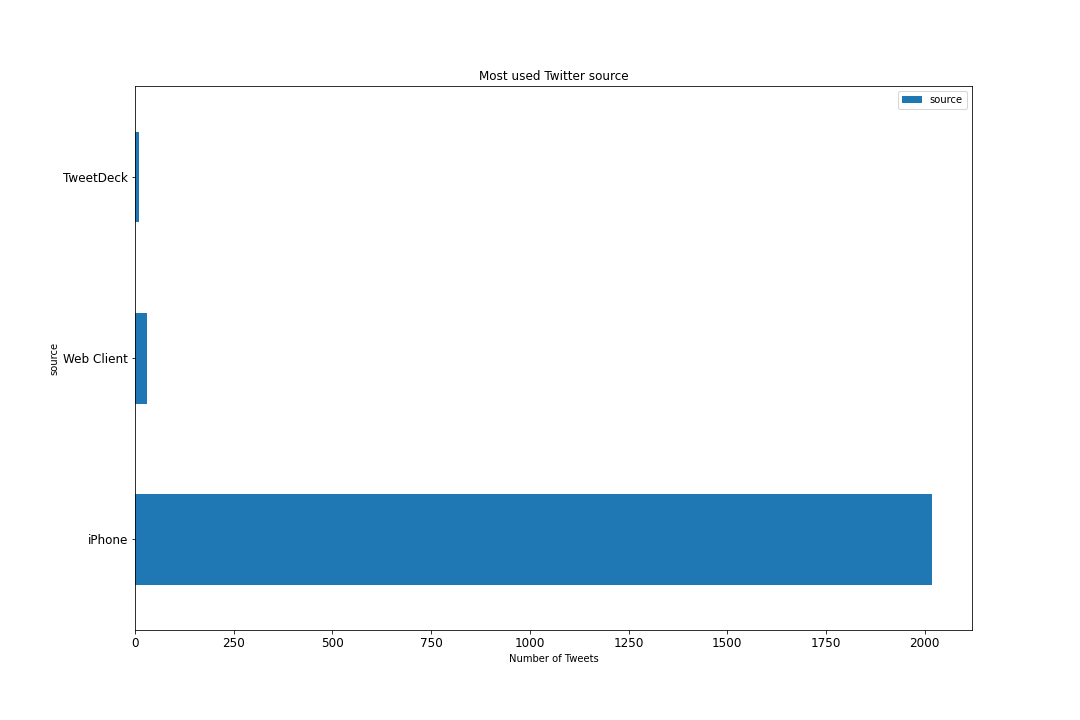 Most used Twitter source
source
TweetDeck
Web Client
source
iPhone
0 250 500 750 1000 1250 1500 1750 2000
Number of Tweets